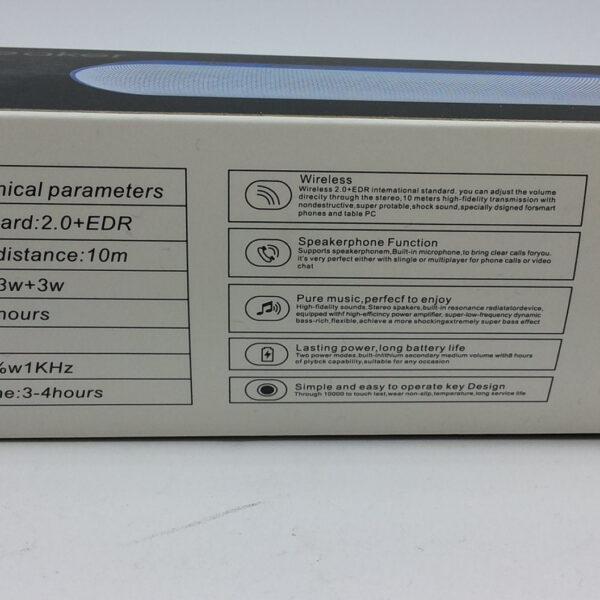 nical parameters
ard:2.0+EDR
distance:10m
3w+3w
hours
%w1KHz
ne:3-4hours
Wireless
Wireless 2.0+EDR international standard. you can adjust the volume
direcity through the stereo,10 meters high-fidelity transmission with
nondestructive,super protable,shock sound,specially dsigned forsmart
phones and table PC
Speakerphone Function
Supports speakerphonem,Built-in microphone,to bring clear calls foryou.
it's very perfect either with slingle or multiplayer for phone calls or video
chat
Pure music,perfecf to enjoy
High-fidality sounds. Stereo spakers,built-in resonance radiatatordevice,
equipped withf high-efficincy power amplifier, super-low-frequency dynamic
bass-rich,flexible,achieve a more shockingextremely super bass effect
Lasting power,long battery life
Two power modes,built-inlithium secondary medium volume with8 hours
of plybck capability,suitable for any occasion
Simple and easy to operate key Design
Through 10000 to touch test,wear non-slip,temperature,long service life